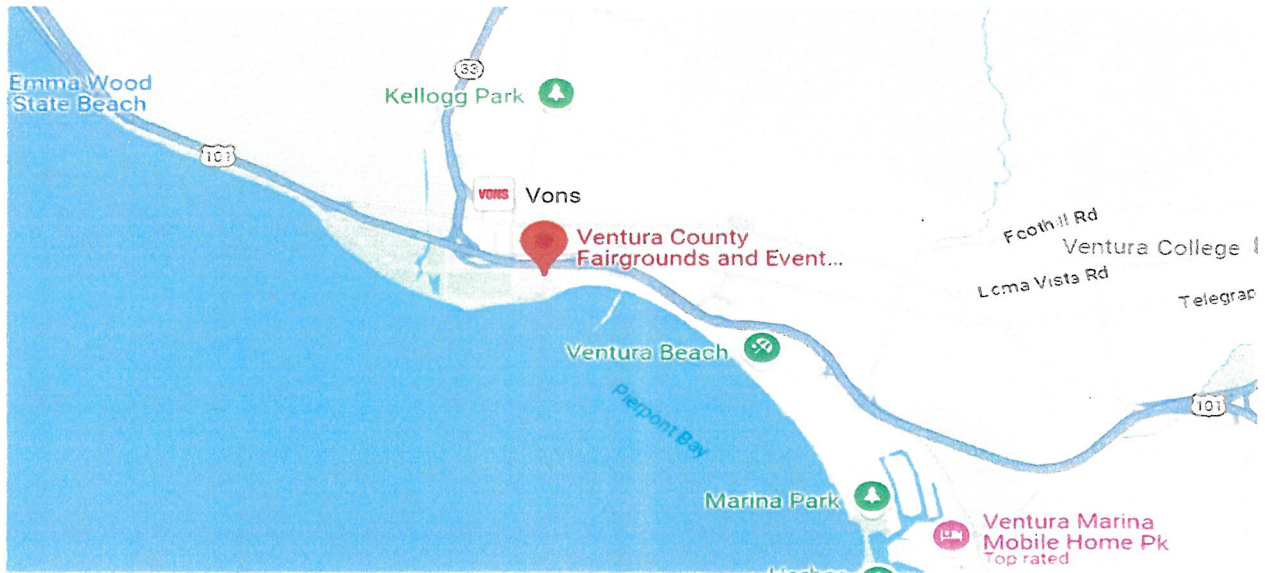 Emma Wood
State Beach
33
Kellogg Park
101
VONS
Vons
Ventura County
Fairgrounds and Event...
Foothill Rd
Ventura College
Loma Vista Rd
Telegrap
Ventura Beach
Pierpont Bay
101
Marina Park
Ventura Marina
Mobile Home Pk
Top rated